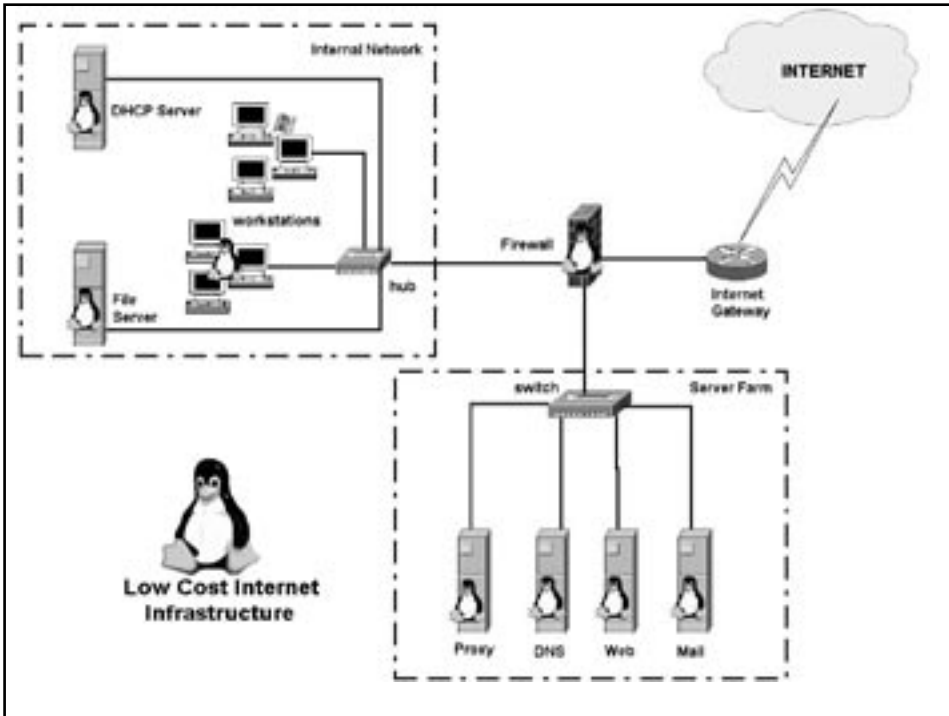 Internal Network
INTERNET
DHCP Server
workstations
Firewall
hub
File
Server
Internet
Gateway
switch
Server Farm
Low Cost Internet
Infrastructure
Proxy
DNS
Web
Mail